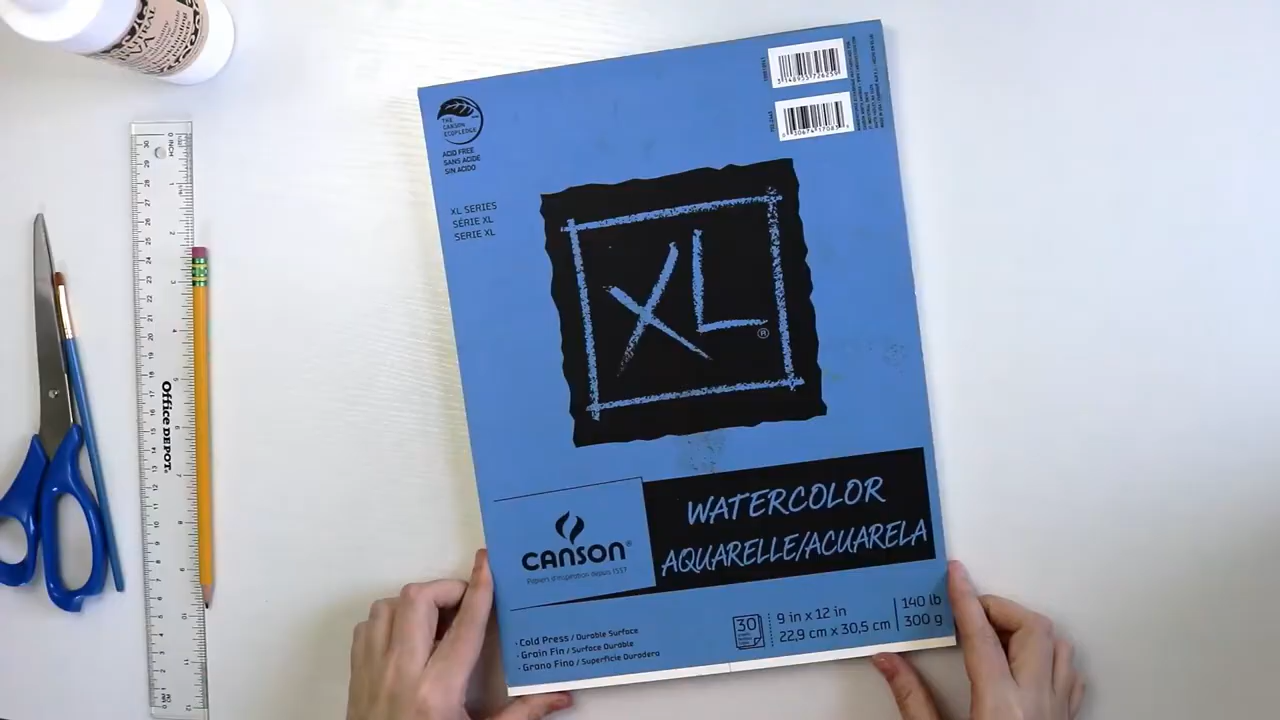 THE
CANSON
ECOPLEDGE
ACID FREE
SANS ACIDE
SIN ACIDO
XL SERIES
SÉRIE XL
SERIE XL
XL®
CANSON®
Papiers d'inspiration depuis 1557
WATERCOLOR
AQUARELLE/ACUARELA
· Cold Press / Durable Surface
· Grain Fin / Surface Durable
· Grano Fino / Superficie Duradera
30
9 in x 12 in
22,9 cm x 30,5 cm
140 lb
300 g
Office DEPOT.
INCH